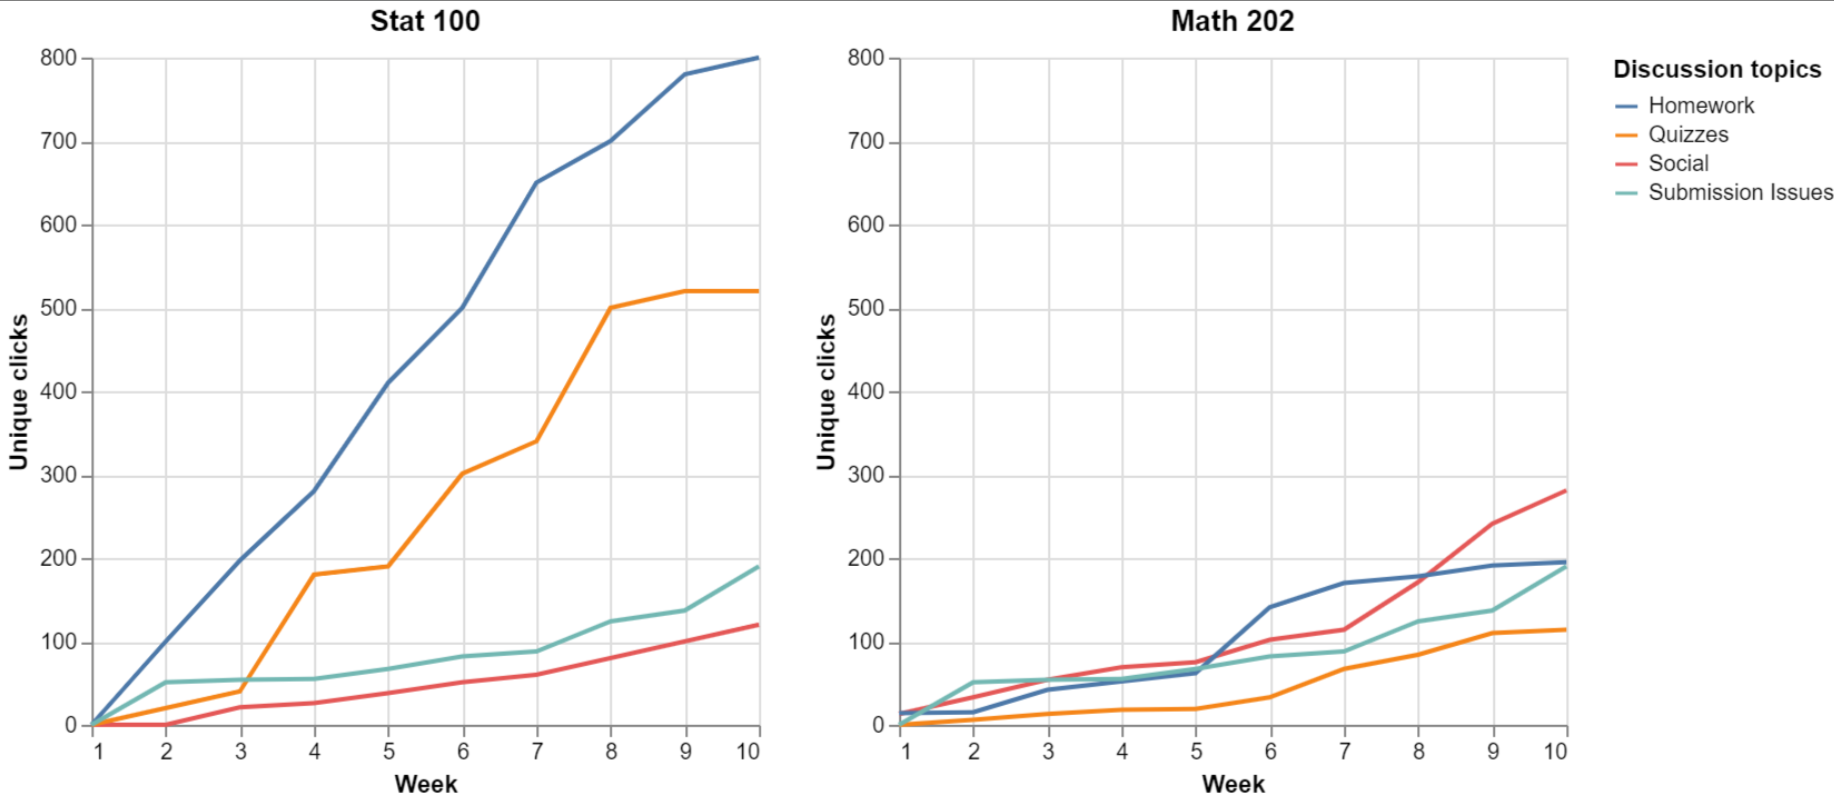 Stat 100
Unique clicks
800
700
600
500
400
300
200
100
0
1 2 3 4 5 6 7 8 9 10
Week
Math 202
Unique clicks
800
700
600
500
400
300
200
100
0
1 2 3 4 5 6 7 8 9 10
Week
Discussion topics
Homework
Quizzes
Social
Submission Issues